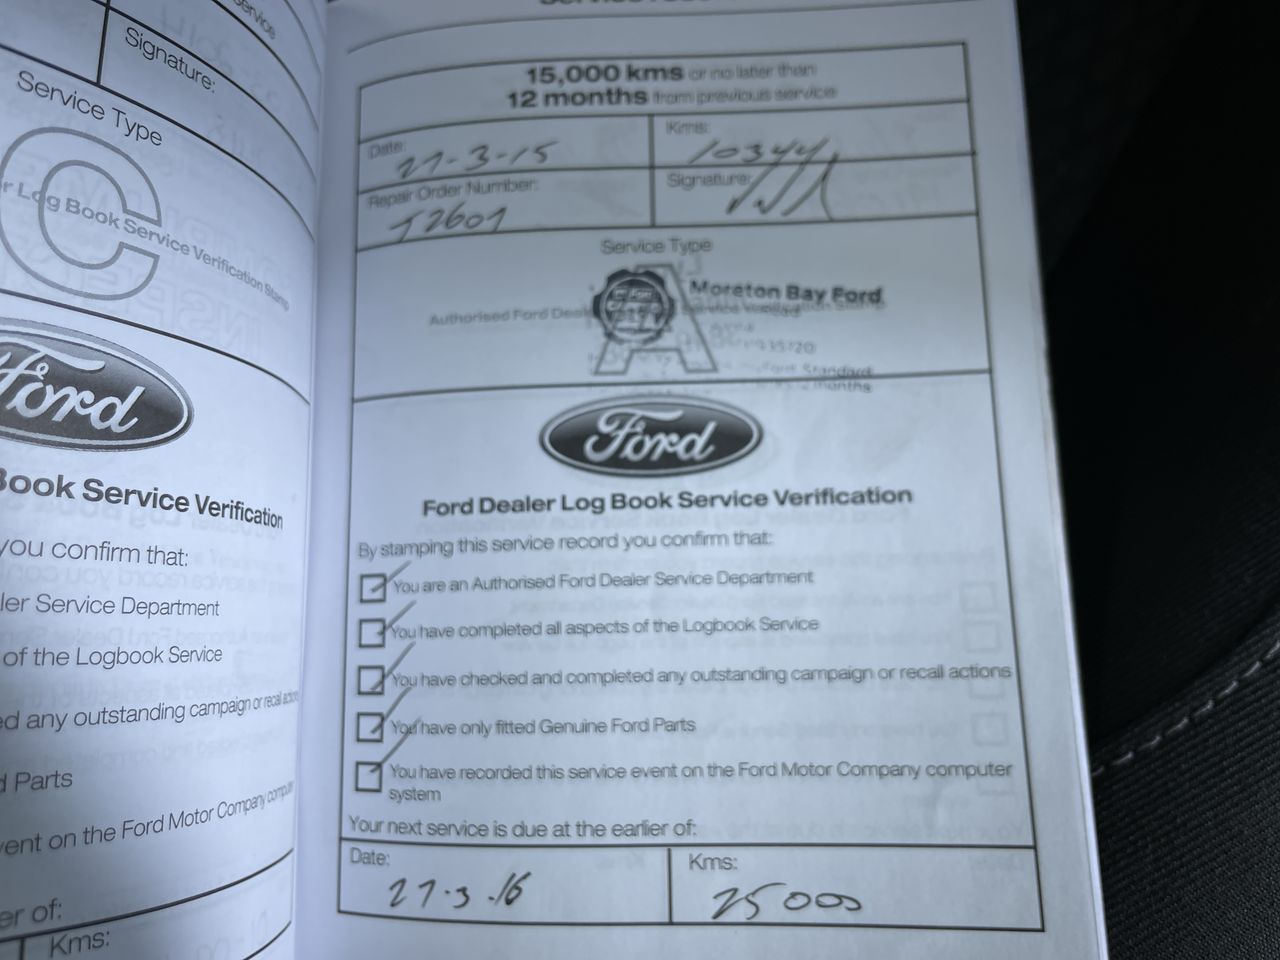 Service
Signature:
Service Type
C
Log Book Service Verification Stamp
Ford
Book Service Verification
you confirm that:
ler Service Department
of the Logbook Service
ed any outstanding campaign or recall actions
d Parts
vent on the Ford Motor Company computer
er of:
Kms:
15,000 kms or no later than
12 months from previous service
Date: 27-3-15
Kms: 10344
Repair Order Number:
Signature:
Service Type
A
Moreton Bay Ford
Authorised Ford Dealer Service Verification Stamp
Standard
months
Ford
Ford Dealer Log Book Service Verification
By stamping this service record you confirm that:
You are an Authorised Ford Dealer Service Department
You have completed all aspects of the Logbook Service
You have checked and completed any outstanding campaign or recall actions
You have only fitted Genuine Ford Parts
You have recorded this service event on the Ford Motor Company computer
system
Your next service is due at the earlier of:
Date: 27-3-16
Kms: 25000